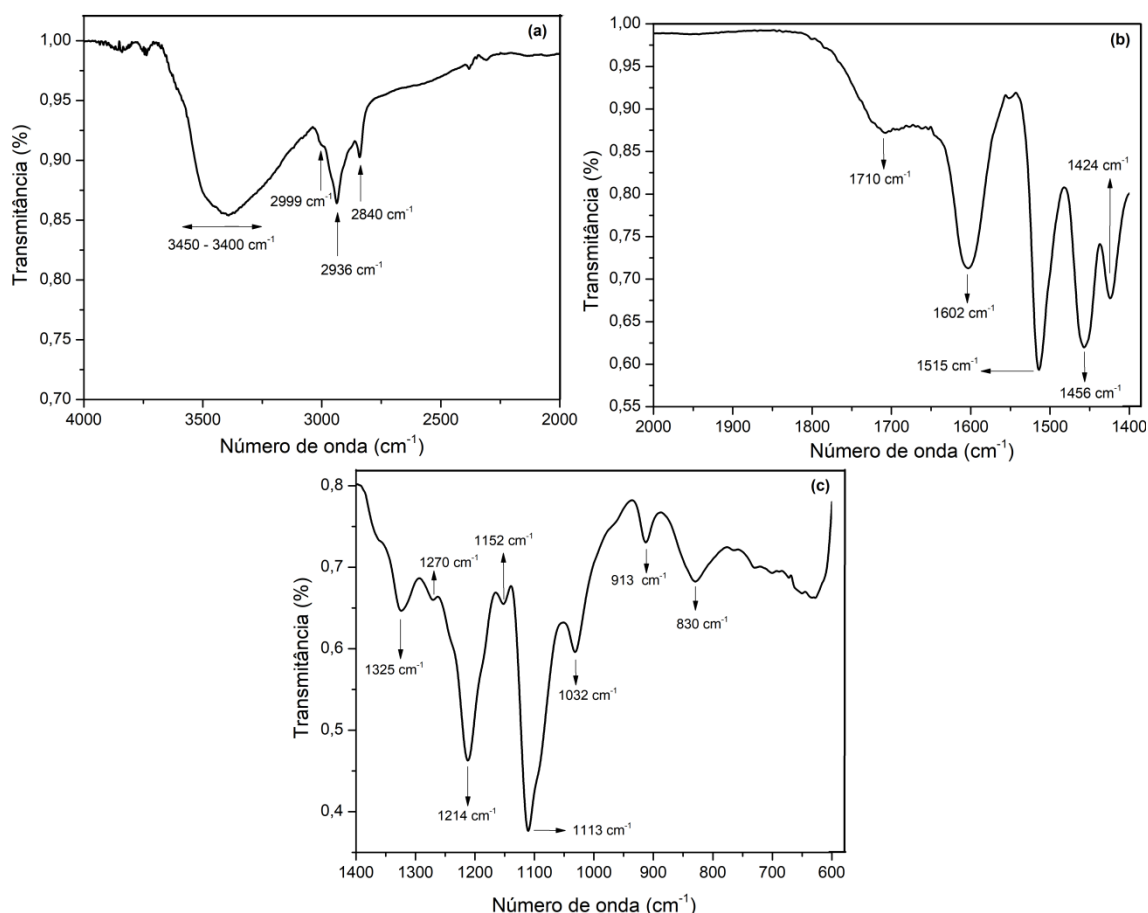 (a)
1,00
0,95
0,90
0,85
0,80
0,75
0,70
Transmitância (%)
3450 - 3400 cm⁻¹
2999 cm⁻¹
2936 cm⁻¹
2840 cm⁻¹
4000 3500 3000 2500 2000
Número de onda (cm⁻¹)
(b)
1,00
0,95
0,90
0,85
0,80
0,75
0,70
0,65
0,60
0,55
Transmitância (%)
1710 cm⁻¹
1602 cm⁻¹
1515 cm⁻¹
1456 cm⁻¹
1424 cm⁻¹
2000 1900 1800 1700 1600 1500 1400
Número de onda (cm⁻¹)
(c)
0,8
0,7
0,6
0,5
0,4
Transmitância (%)
1325 cm⁻¹
1270 cm⁻¹
1214 cm⁻¹
1152 cm⁻¹
1113 cm⁻¹
1032 cm⁻¹
913 cm⁻¹
830 cm⁻¹
1400 1300 1200 1100 1000 900 800 700 600
Número de onda (cm⁻¹)